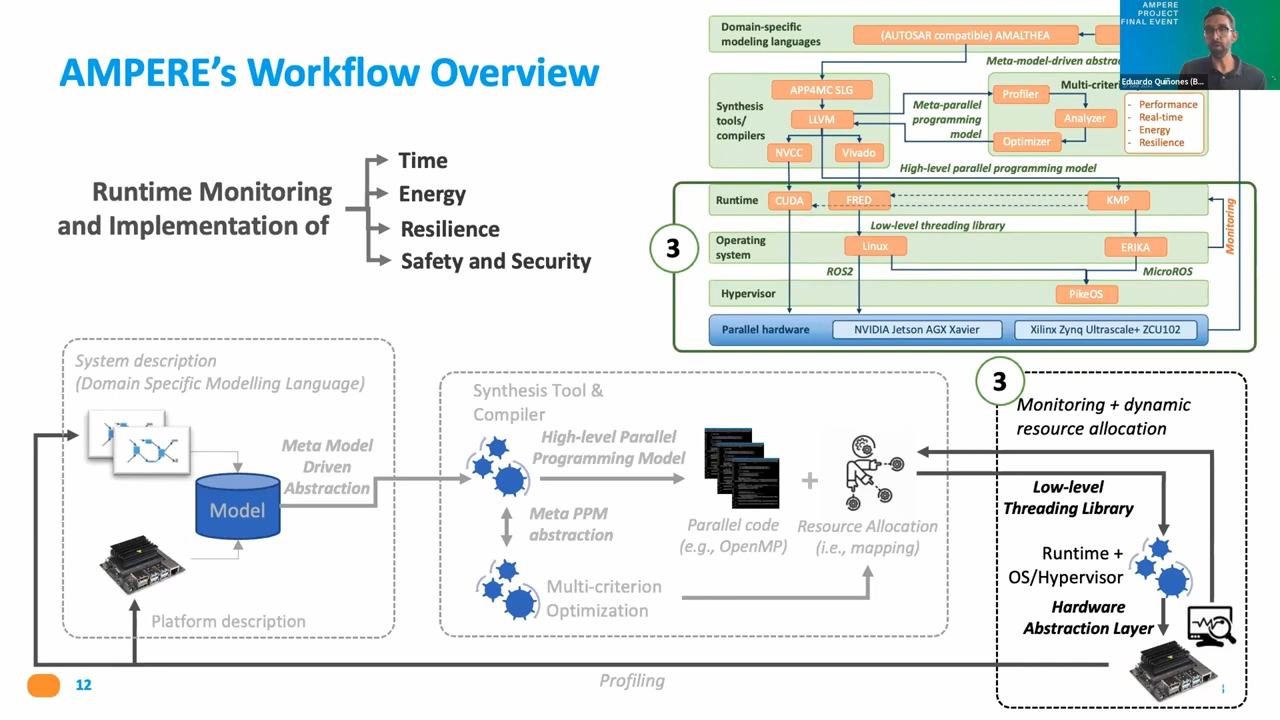 AMPERE's Workflow Overview
Runtime Monitoring
and Implementation of
Time
Energy
Resilience
Safety and Security
Domain-specific
modeling languages
(AUTOSAR compatible) AMALTHEA
Meta-model-driven abstrac
AMPERE
PROJECT
FINAL EVENT
Eduardo Quiñones (B...
Synthesis
tools/
compilers
APP4MC SLG
LLVM
NVCC
Vivado
Meta-parallel
programming
model
Profiler
Multi-criteri
Analyzer
Optimizer
- Performance
- Real-time
- Energy
- Resilience
High-level parallel programming model
Runtime
CUDA
FRED
KMP
Low-level threading library
Monitoring
3
Operating
system
Linux
ERIKA
ROS2
MicroROS
Hypervisor
PikeOS
Parallel hardware
NVIDIA Jetson AGX Xavier
Xilinx Zynq Ultrascale+ ZCU102
System description
(Domain Specific Modelling Language)
Meta Model
Driven
Abstraction
Model
Platform description
Synthesis Tool &
Compiler
High-level Parallel
Programming Model
Meta PPM
abstraction
Multi-criterion
Optimization
Parallel code
(e.g., OpenMP)
+
Resource Allocation
(i.e., mapping)
3
Monitoring + dynamic
resource allocation
Low-level
Threading Library
Runtime +
OS/Hypervisor
Hardware
Abstraction Layer
Profiling
12